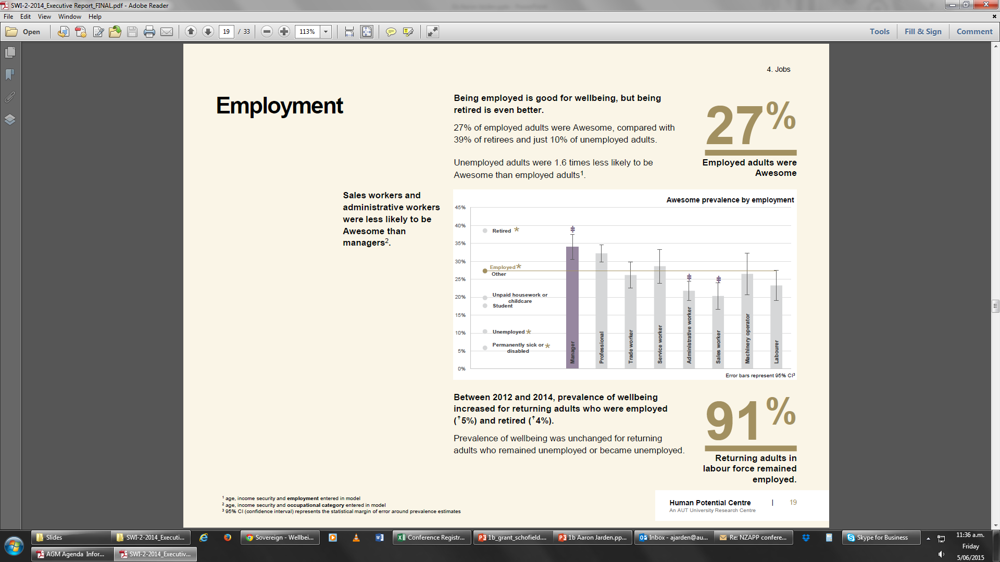 SWI-2-2014_Executive Report_FINAL.pdf - Adobe Reader
File Edit View Window Help
Open 19 / 33 113% Tools Fill & Sign Comment
4. Jobs
Employment
Being employed is good for wellbeing, but being
retired is even better.
27% of employed adults were Awesome, compared with
39% of retirees and just 10% of unemployed adults.
Unemployed adults were 1.6 times less likely to be
Awesome than employed adults¹.
27%
Employed adults were
Awesome
Sales workers and
administrative workers
were less likely to be
Awesome than
managers².
Awesome prevalence by employment
45%
40%
35%
30%
25%
20%
15%
10%
5%
0%
Retired *
Employed*
Other
Unpaid housework or
childcare
Student
Unemployed *
Permanently sick or *
disabled
‡
‡
‡
Manager
Professional
Trade worker
Service worker
Administrative worker
Sales worker
Machinery operator
Labourer
Error bars represent 95% CI³
Between 2012 and 2014, prevalence of wellbeing
increased for returning adults who were employed
(↑5%) and retired (↑4%).
Prevalence of wellbeing was unchanged for returning
adults who remained unemployed or became unemployed.
91%
Returning adults in
labour force remained
employed.
¹ age, income security and employment entered in model
² age, income security and occupational category entered in model
³ 95% CI (confidence interval) represents the statistical margin of error around prevalence estimates
Human Potential Centre | 19
An AUT University Research Centre
Slides SWI-2-2014_Executi... Sovereign - Wellbei... Conference Registr... 1b_grant_schofield.... 1b Aaron Jarden.pp... Inbox - ajarden@au... Re: NZAPP confere... Skype for Business
AGM Agenda Infor... SWI-2-2014_Executiv...
11:36 a.m.
Friday
5/06/2015